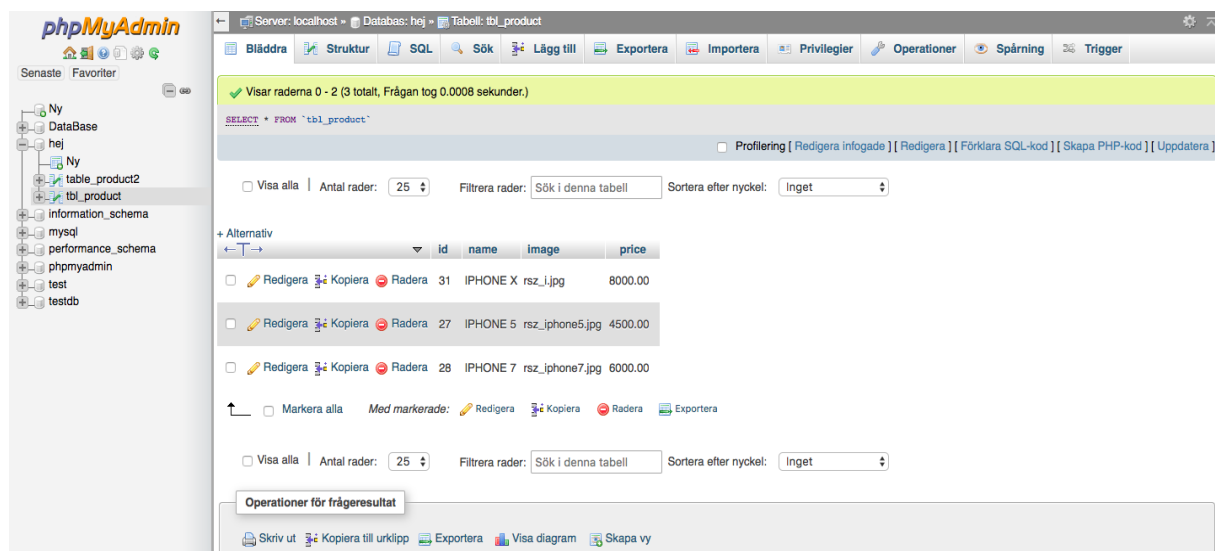 phpMyAdmin
Senaste Favoriter
Ny
DataBase
hej
Ny
table_product2
tbl_product
information_schema
mysql
performance_schema
phpmyadmin
test
testdb
Server: localhost » Databas: hej » Tabell: tbl_product
Bläddra Struktur SQL Sök Lägg till Exportera Importera Privilegier Operationer Spårning Trigger
Visar raderna 0 - 2 (3 totalt, Frågan tog 0.0008 sekunder.)
SELECT * FROM `tbl_product`
Profilering [ Redigera infogade ] [ Redigera ] [ Förklara SQL-kod ] [ Skapa PHP-kod ] [ Uppdatera ]
Visa alla | Antal rader: 25 Filtrera rader: Sök i denna tabell Sortera efter nyckel: Inget
+ Alternativ
←T→ id name image price
Redigera Kopiera Radera 31 IPHONE X rsz_i.jpg 8000.00
Redigera Kopiera Radera 27 IPHONE 5 rsz_iphone5.jpg 4500.00
Redigera Kopiera Radera 28 IPHONE 7 rsz_iphone7.jpg 6000.00
Markera alla Med markerade: Redigera Kopiera Radera Exportera
Visa alla | Antal rader: 25 Filtrera rader: Sök i denna tabell Sortera efter nyckel: Inget
Operationer för frågeresultat
Skriv ut Kopiera till urklipp Exportera Visa diagram Skapa vy